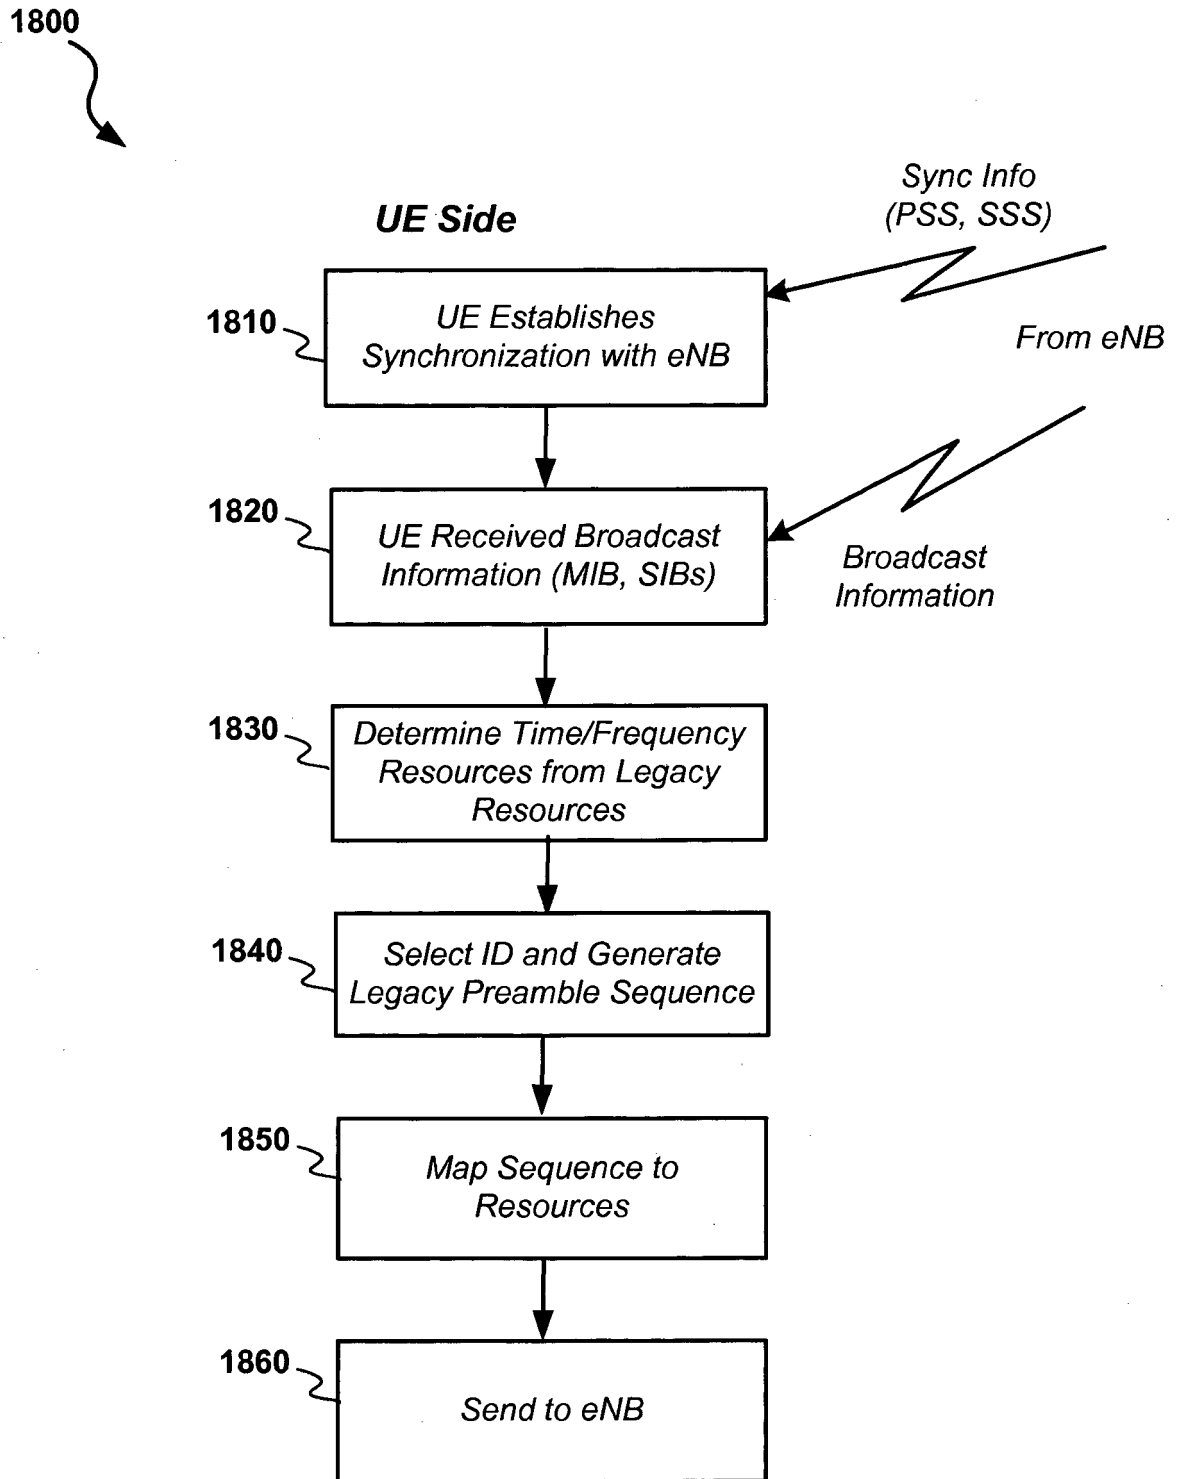 1800
Sync Info
(PSS, SSS)
UE Side
1810
UE Establishes
Synchronization with eNB
From eNB
1820
UE Received Broadcast
Information (MIB, SIBs)
Broadcast
Information
1830
Determine Time/Frequency
Resources from Legacy
Resources
1840
Select ID and Generate
Legacy Preamble Sequence
1850
Map Sequence to
Resources
1860
Send to eNB